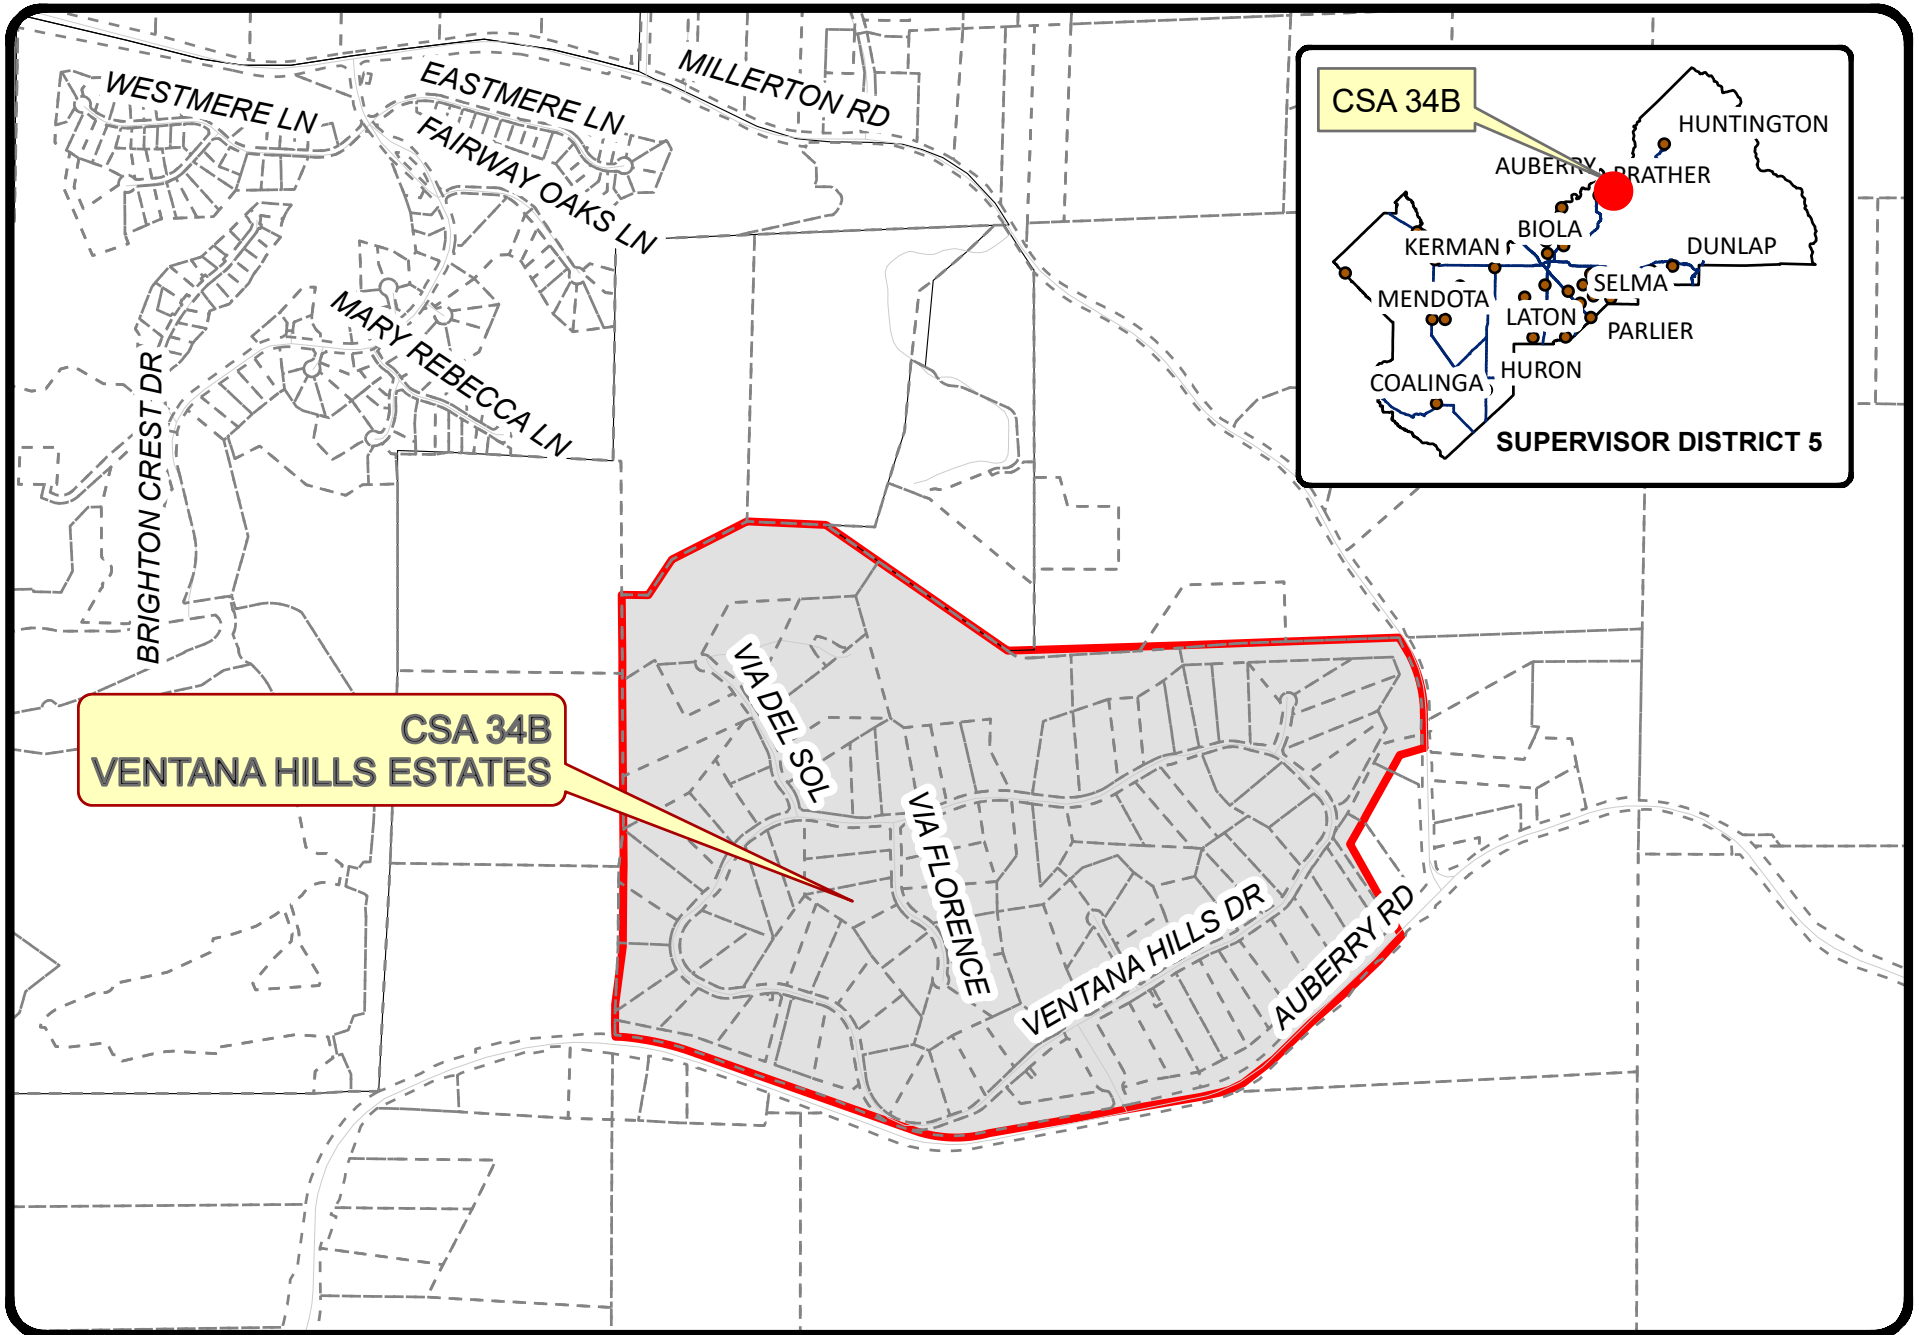 WESTMERE LN
EASTMERE LN
MILLERTON RD
FAIRWAY OAKS LN
MARY REBECCA LN
BRIGHTON CREST DR
CSA 34B
HUNTINGTON
AUBERRY
PRATHER
BIOLA
KERMAN
DUNLAP
SELMA
MENDOTA
LATON
PARLIER
HURON
COALINGA
SUPERVISOR DISTRICT 5
CSA 34B
VENTANA HILLS ESTATES
VIA DEL SOL
VIA FLORENCE
VENTANA HILLS DR
AUBERRY RD